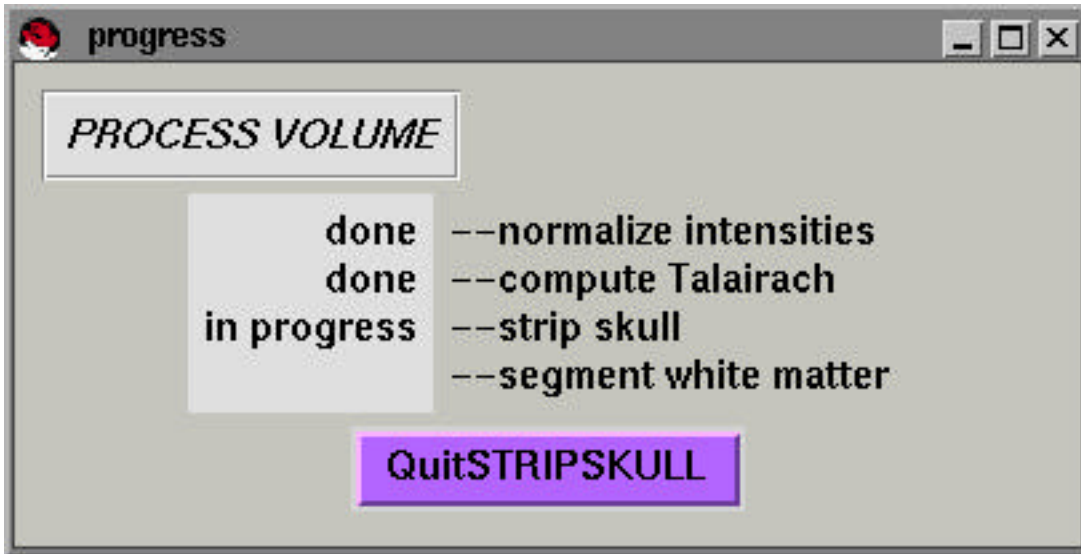 progress
PROCESS VOLUME
done --normalize intensities
done --compute Talairach
in progress --strip skull
--segment white matter
QuitSTRIPSKULL